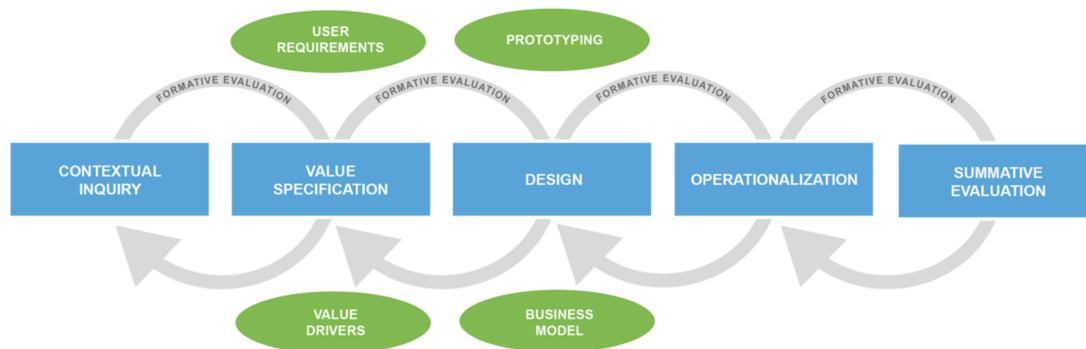 USER
REQUIREMENTS
PROTOTYPING
FORMATIVE EVALUATION
FORMATIVE EVALUATION
FORMATIVE EVALUATION
FORMATIVE EVALUATION
CONTEXTUAL
INQUIRY
VALUE
SPECIFICATION
DESIGN
OPERATIONALIZATION
SUMMATIVE
EVALUATION
VALUE
DRIVERS
BUSINESS
MODEL